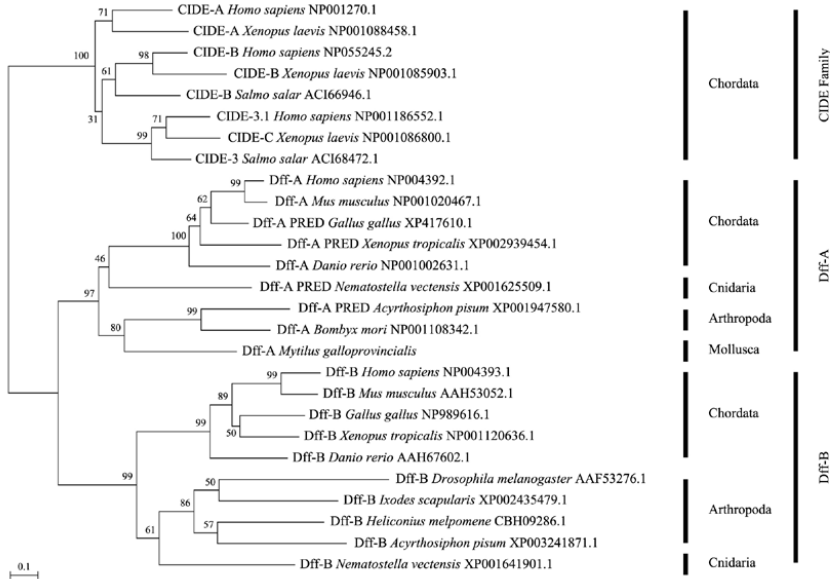 CIDE-A Homo sapiens NP001270.1
71
CIDE-A Xenopus laevis NP001088458.1
100
CIDE-B Homo sapiens NP055245.2
98
CIDE-B Xenopus laevis NP001085903.1
61
CIDE-B Salmo salar ACI66946.1
31
CIDE-3.1 Homo sapiens NP001186552.1
71
CIDE-C Xenopus laevis NP001086800.1
99
CIDE-3 Salmo salar ACI68472.1
Chordata
CIDE Family
Dff-A Homo sapiens NP004392.1
99
Dff-A Mus musculus NP001020467.1
62
Dff-A PRED Gallus gallus XP417610.1
64
Dff-A PRED Xenopus tropicalis XP002939454.1
100
Dff-A Danio rerio NP001002631.1
Chordata
46
Dff-A PRED Nematostella vectensis XP001625509.1
Cnidaria
97
Dff-A PRED Acyrthosiphon pisum XP001947580.1
99
Dff-A Bombyx mori NP001108342.1
Arthropoda
80
Dff-A Mytilus galloprovincialis
Mollusca
Dff-A
Dff-B Homo sapiens NP004393.1
99
Dff-B Mus musculus AAH53052.1
89
Dff-B Gallus gallus NP989616.1
50
Dff-B Xenopus tropicalis NP001120636.1
99
Dff-B Danio rerio AAH67602.1
Chordata
99
Dff-B Drosophila melanogaster AAF53276.1
50
Dff-B Ixodes scapularis XP002435479.1
86
Dff-B Heliconius melpomene CBH09286.1
57
Dff-B Acyrthosiphon pisum XP003241871.1
Arthropoda
61
Dff-B Nematostella vectensis XP001641901.1
Cnidaria
Dff-B
0.1